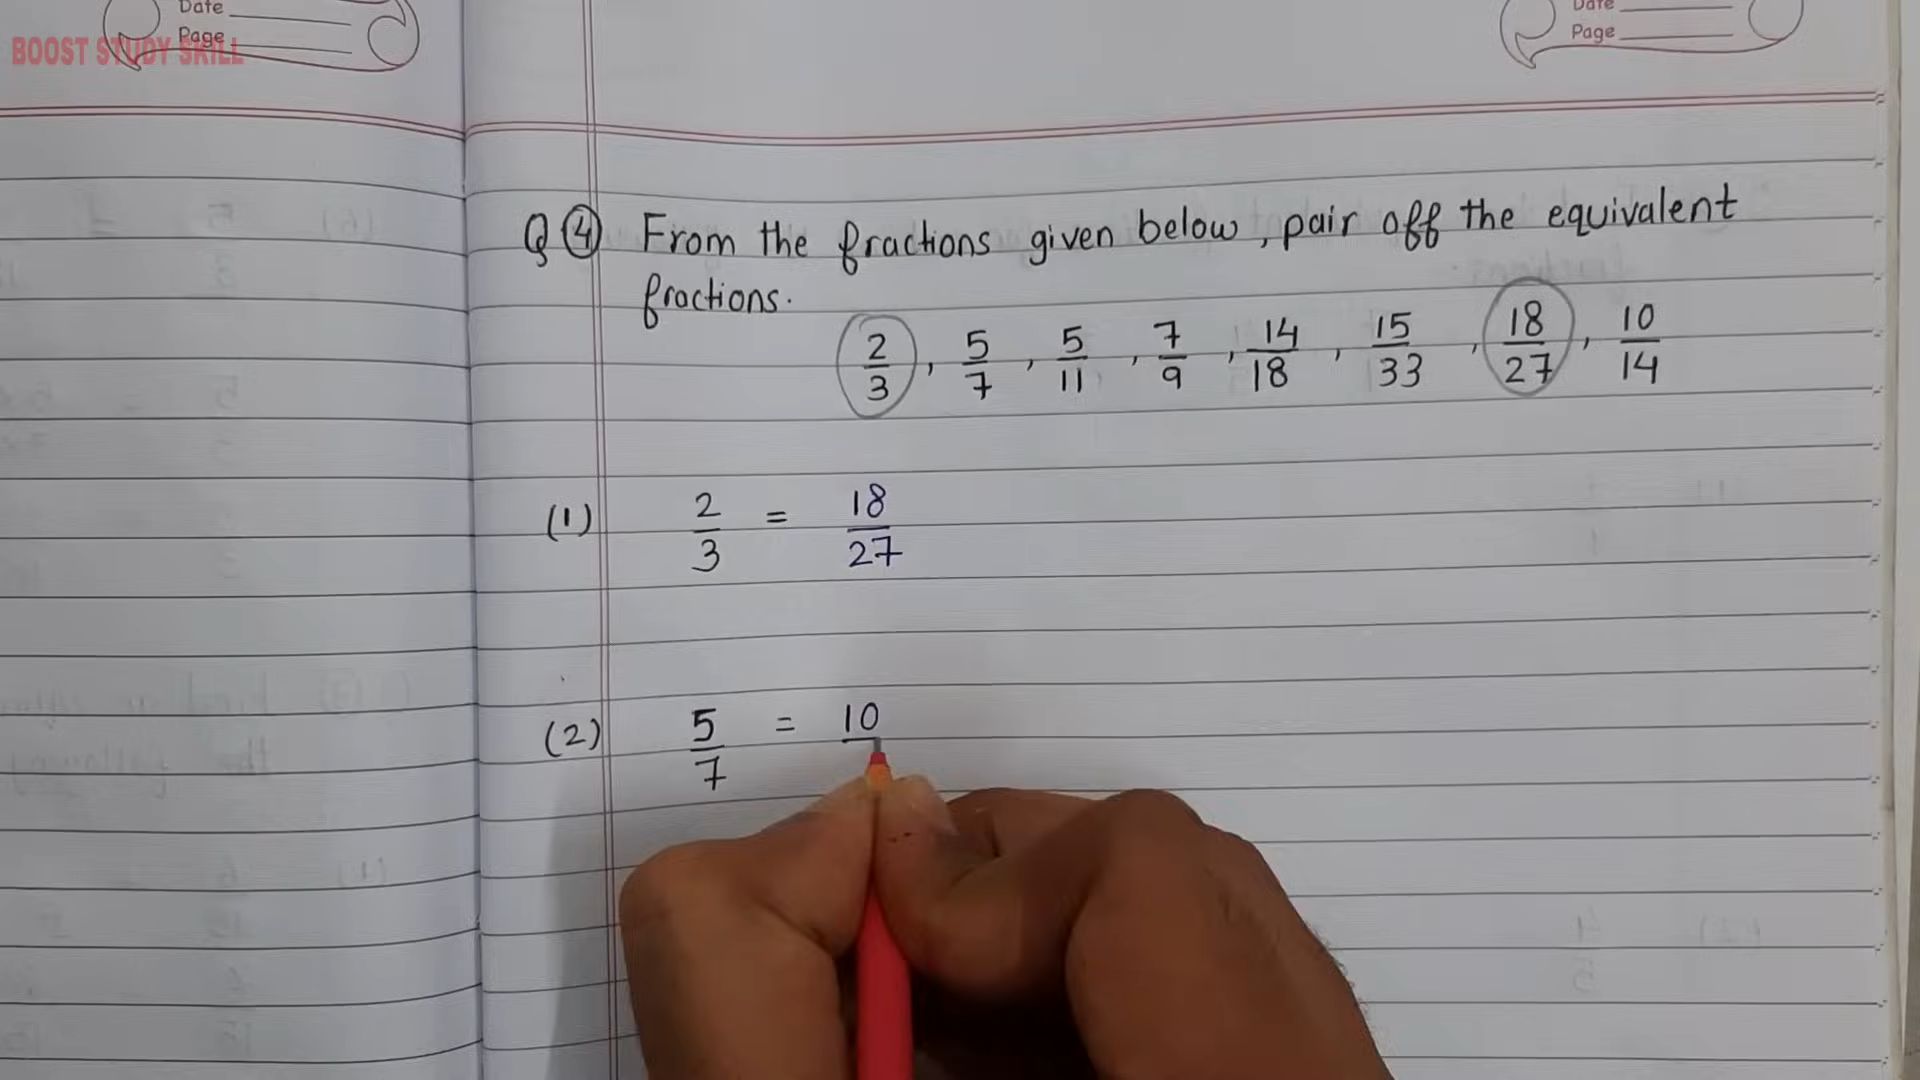 Date
Page
BOOST STUDY SKILL
Date
Page
Q 4 From the fractions given below, pair off the equivalent
fractions.
2/3, 5/7, 5/11, 7/9, 14/18, 15/33, 18/27, 10/14
(1) 2/3 = 18/27
(2) 5/7 = 10